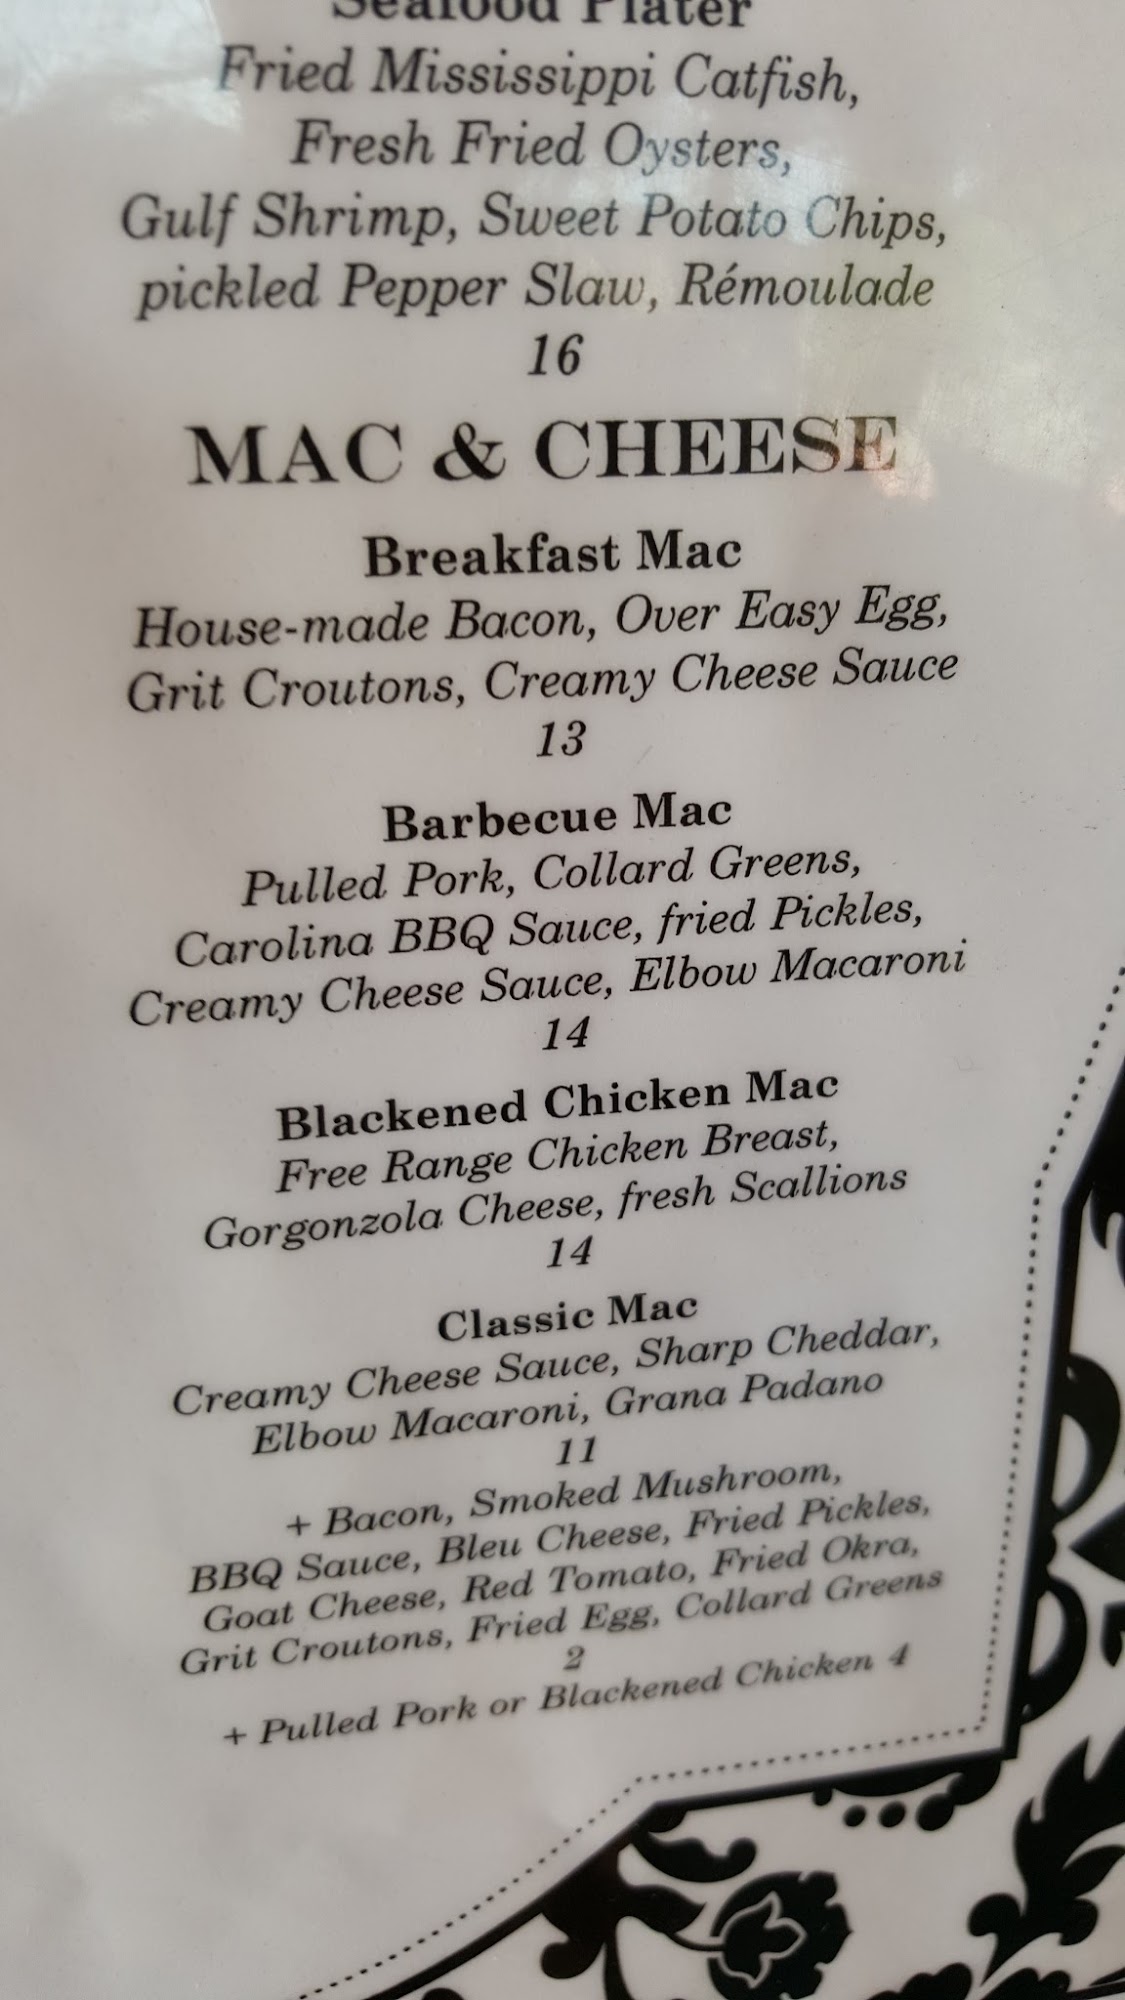 Seafood Plater
Fried Mississippi Catfish,
Fresh Fried Oysters,
Gulf Shrimp, Sweet Potato Chips,
pickled Pepper Slaw, Rémoulade
16
MAC & CHEESE
Breakfast Mac
House-made Bacon, Over Easy Egg,
Grit Croutons, Creamy Cheese Sauce
13
Barbecue Mac
Pulled Pork, Collard Greens,
Carolina BBQ Sauce, fried Pickles,
Creamy Cheese Sauce, Elbow Macaroni
14
Blackened Chicken Mac
Free Range Chicken Breast,
Gorgonzola Cheese, fresh Scallions
14
Classic Mac
Creamy Cheese Sauce, Sharp Cheddar,
Elbow Macaroni, Grana Padano
11
+ Bacon, Smoked Mushroom,
BBQ Sauce, Bleu Cheese, Fried Pickles,
Goat Cheese, Red Tomato, Fried Okra,
Grit Croutons, Fried Egg, Collard Greens
2
+ Pulled Pork or Blackened Chicken 4